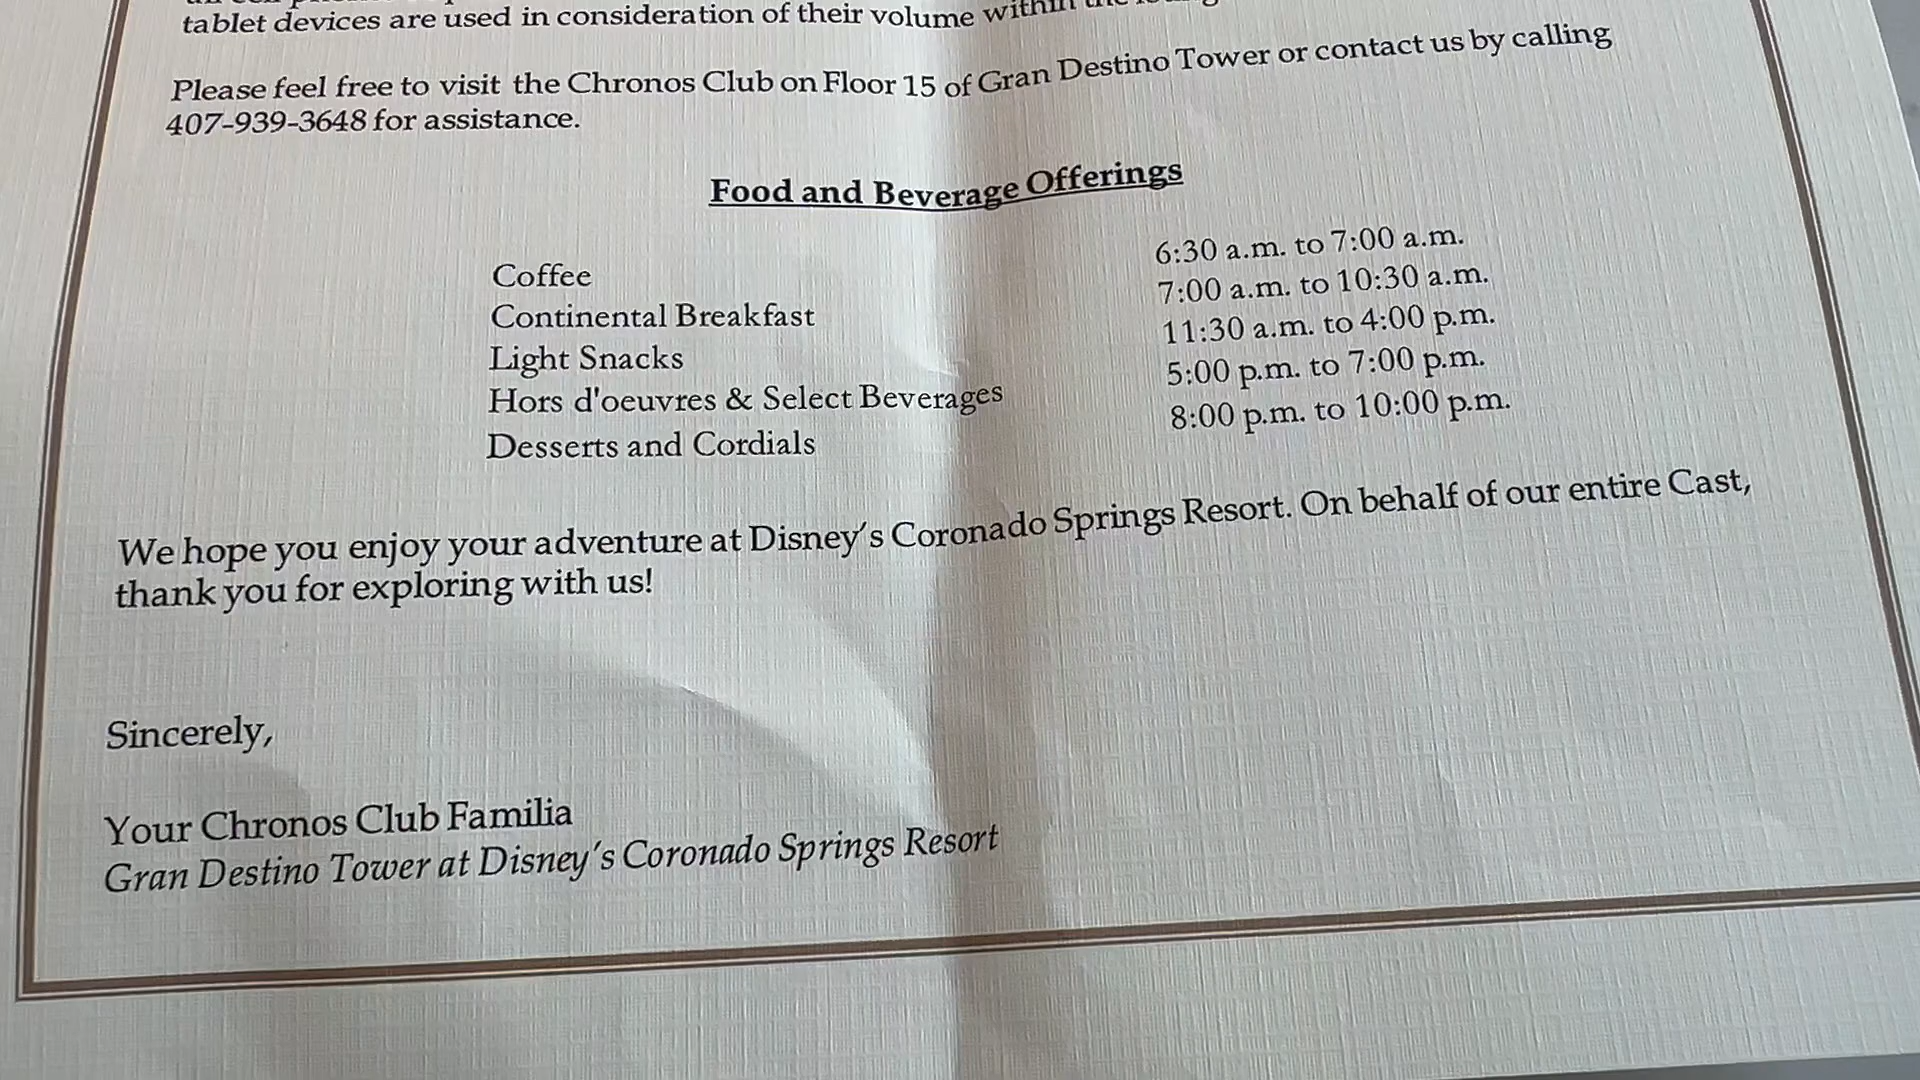 tablet devices are used in consideration of their volume within
Please feel free to visit the Chronos Club on Floor 15 of Gran Destino Tower or contact us by calling
407-939-3648 for assistance.
Food and Beverage Offerings
Coffee 6:30 a.m. to 7:00 a.m.
Continental Breakfast 7:00 a.m. to 10:30 a.m.
Light Snacks 11:30 a.m. to 4:00 p.m.
Hors d'oeuvres & Select Beverages 5:00 p.m. to 7:00 p.m.
Desserts and Cordials 8:00 p.m. to 10:00 p.m.
We hope you enjoy your adventure at Disney's Coronado Springs Resort. On behalf of our entire Cast,
thank you for exploring with us!
Sincerely,
Your Chronos Club Familia
Gran Destino Tower at Disney's Coronado Springs Resort